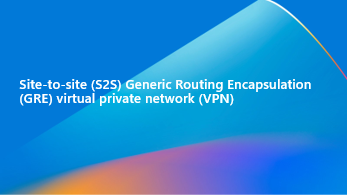 Site-to-site (S2S) Generic Routing Encapsulation
(GRE) virtual private network (VPN)